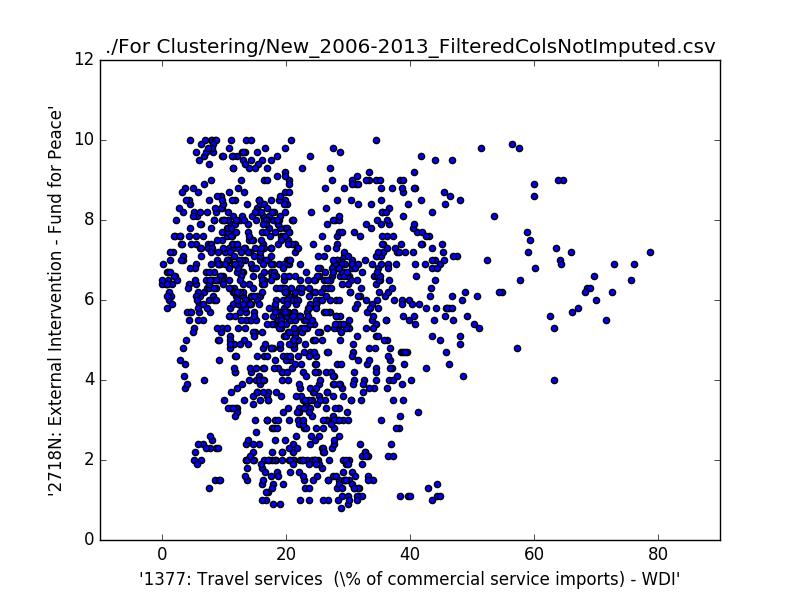 ./For Clustering/New_2006-2013_FilteredColsNotImputed.csv
12
10
8
6
4
2
0
'2718N: External Intervention - Fund for Peace'
0 20 40 60 80
'1377: Travel services  (\% of commercial service imports) - WDI'